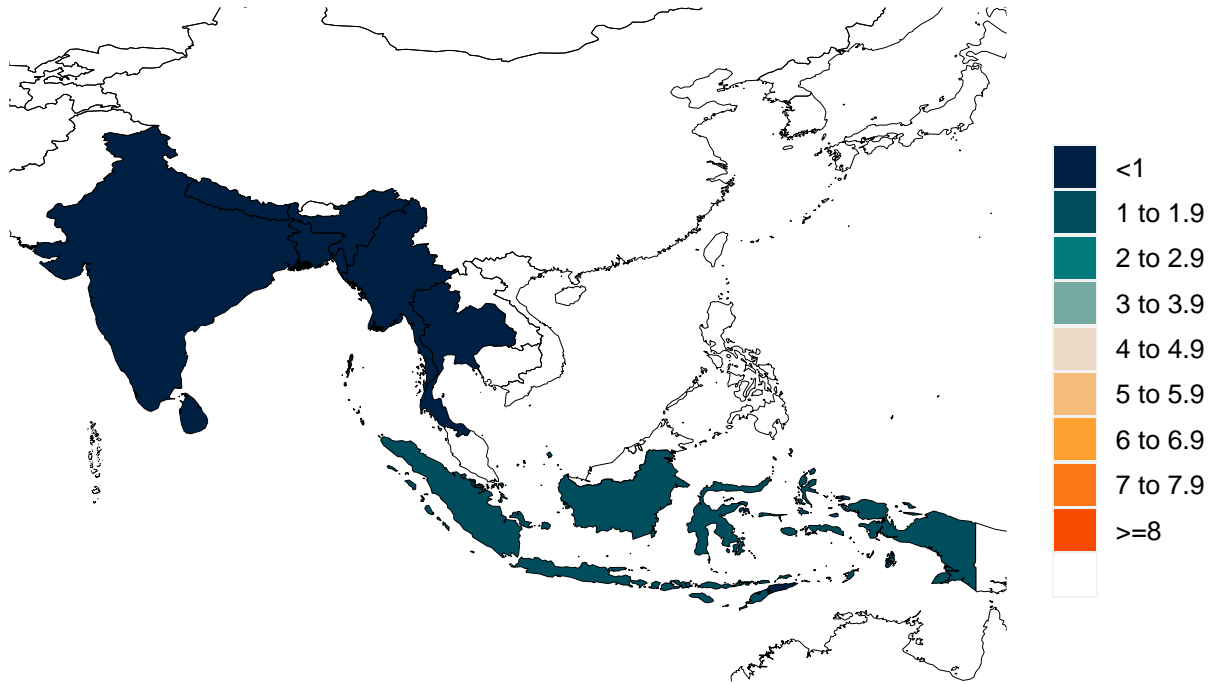 <1
1 to 1.9
2 to 2.9
3 to 3.9
4 to 4.9
5 to 5.9
6 to 6.9
7 to 7.9
>=8